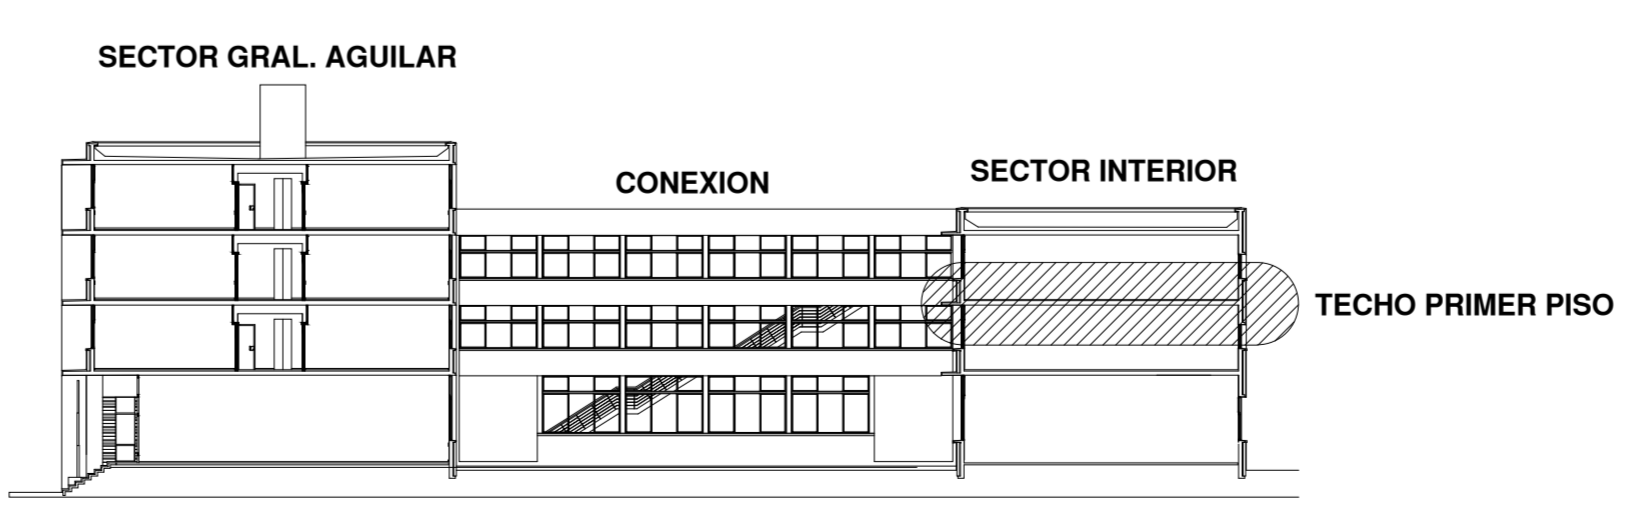 SECTOR GRAL. AGUILAR
CONEXION
SECTOR INTERIOR
TECHO PRIMER PISO